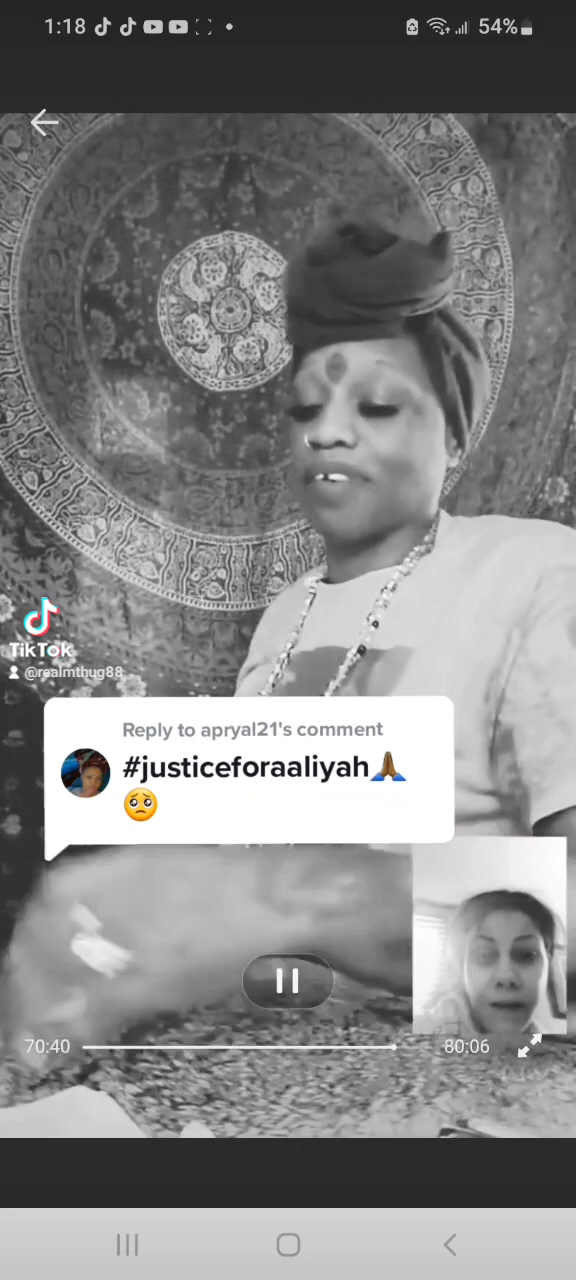 1:18
54%
TikTok
@realmthug88
Reply to apryal21's comment
#justiceforaaliyah🙏🏾
🥺
70:40
80:06